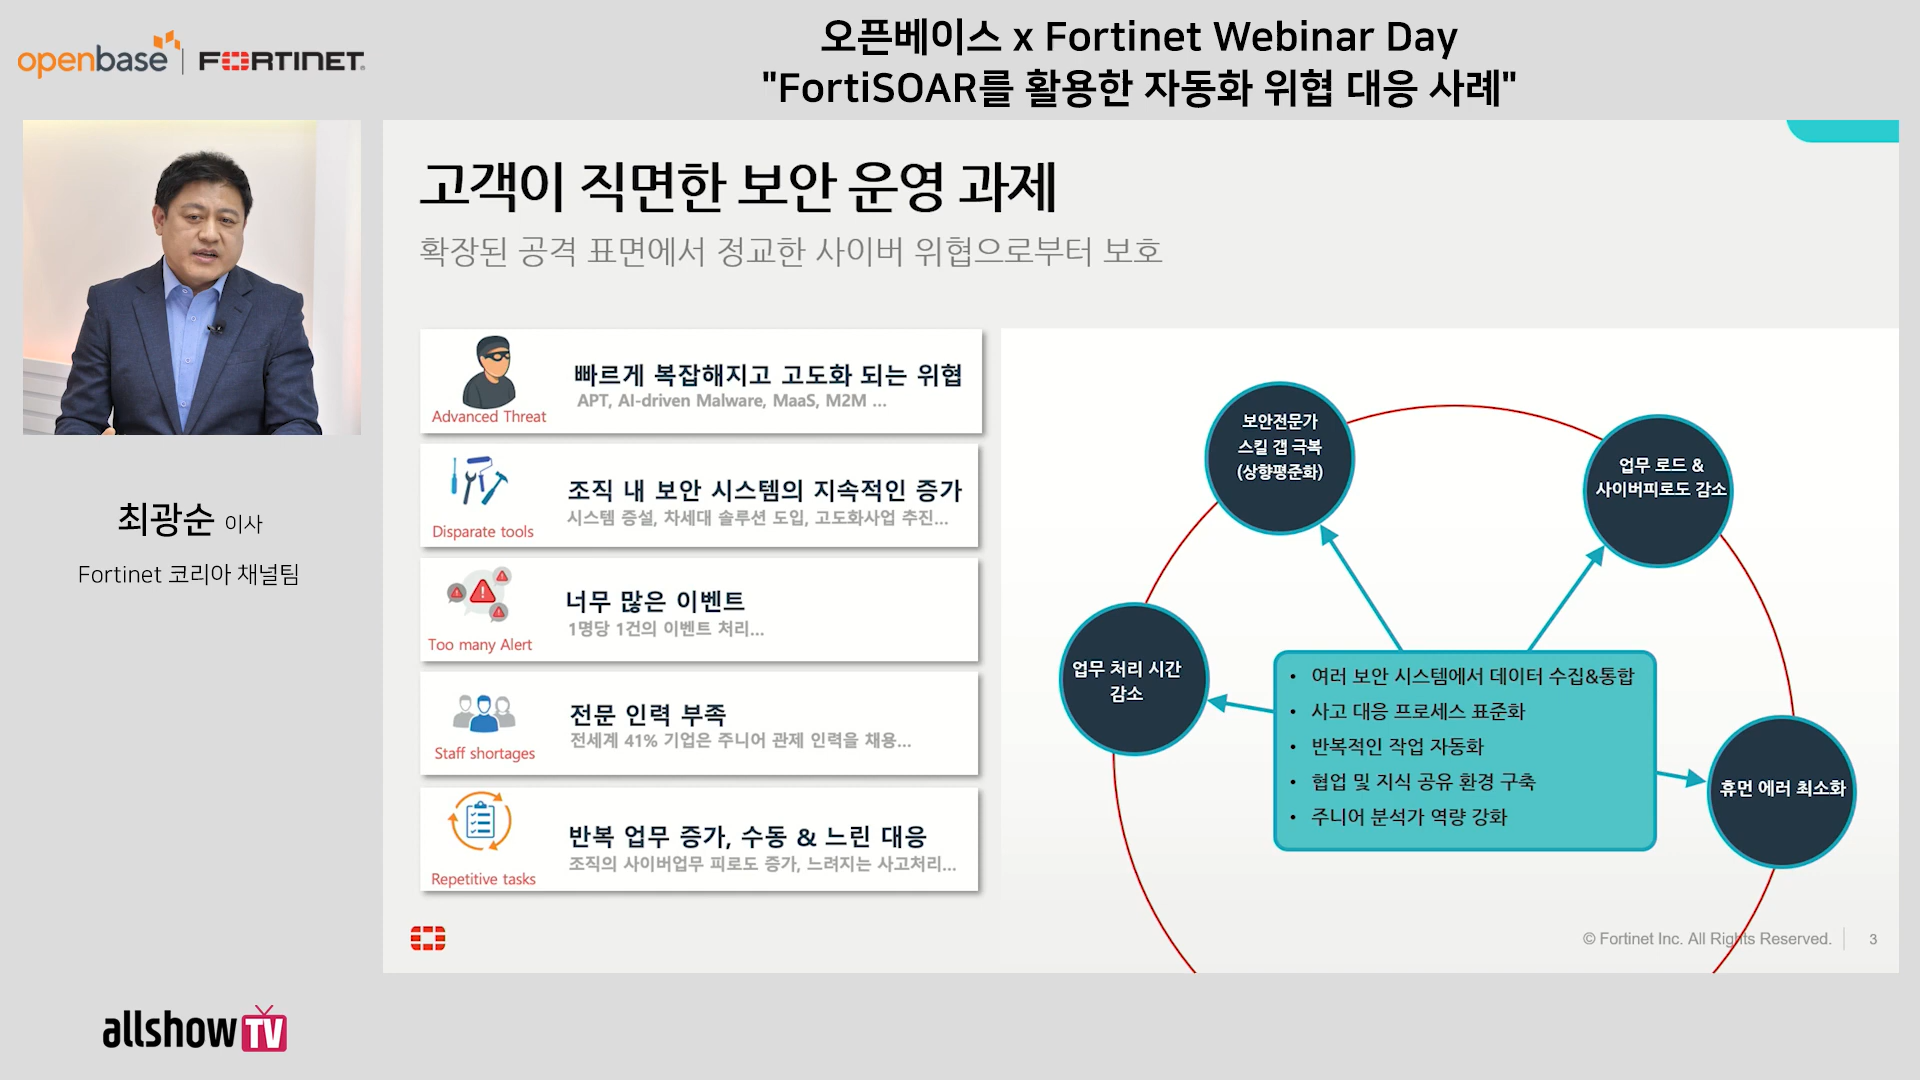 openbase | FORTINET
오픈베이스 x Fortinet Webinar Day
"FortiSOAR를 활용한 자동화 위협 대응 사례"
최광순 이사
Fortinet 코리아 채널팀
allshowTV
고객이 직면한 보안 운영 과제
확장된 공격 표면에서 정교한 사이버 위협으로부터 보호
Advanced Threat
빠르게 복잡해지고 고도화 되는 위협
APT, AI-driven Malware, MaaS, M2M ...
Disparate tools
조직 내 보안 시스템의 지속적인 증가
시스템 증설, 차세대 솔루션 도입, 고도화사업 추진...
Too many Alert
너무 많은 이벤트
1명당 1건의 이벤트 처리...
Staff shortages
전문 인력 부족
전세계 41% 기업은 주니어 관제 인력을 채용...
Repetitive tasks
반복 업무 증가, 수동 & 느린 대응
조직의 사이버업무 피로도 증가, 느려지는 사고처리...
보안전문가
스킬 갭 극복
(상향평준화)
업무 로드 &
사이버피로도 감소
업무 처리 시간
감소
휴먼 에러 최소화
• 여러 보안 시스템에서 데이터 수집&통합
• 사고 대응 프로세스 표준화
• 반복적인 작업 자동화
• 협업 및 지식 공유 환경 구축
• 주니어 분석가 역량 강화
© Fortinet Inc. All Rights Reserved.
3